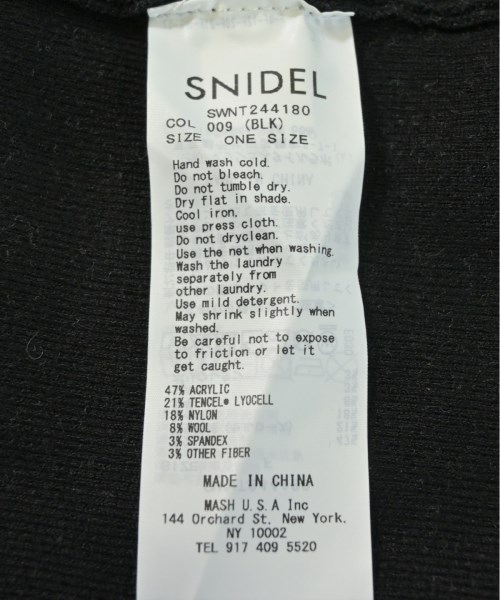 SNIDEL
SWNT244180
COL 009 (BLK)
SIZE ONE SIZE
Hand wash cold.
Do not bleach.
Do not tumble dry.
Dry flat in shade.
Cool iron,
use press cloth.
Do not dryclean.
Use the net when washing.
Wash the laundry
separately from
other laundry.
Use mild detergent.
May shrink slightly when
washed.
Be careful not to expose
to friction or let it
get caught.
47% ACRYLIC
21% TENCEL® LYOCELL
18% NYLON
8% WOOL
3% SPANDEX
3% OTHER FIBER
MADE IN CHINA
MASH U.S.A Inc
144 Orchard St. New York.
NY 10002
TEL 917 409 5520